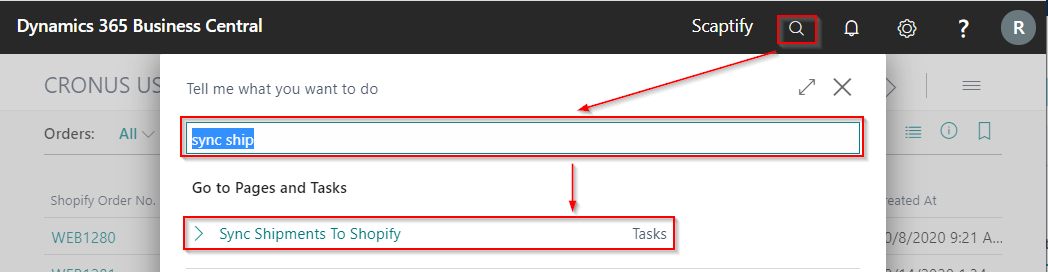 Dynamics 365 Business Central
Scaptify
?
R
CRONUS US
Tell me what you want to do
Orders: All
sync ship
Go to Pages and Tasks
Shopify Order No.
reated At
Sync Shipments To Shopify
Tasks
WEB1280
0/8/2020 9:21 A...